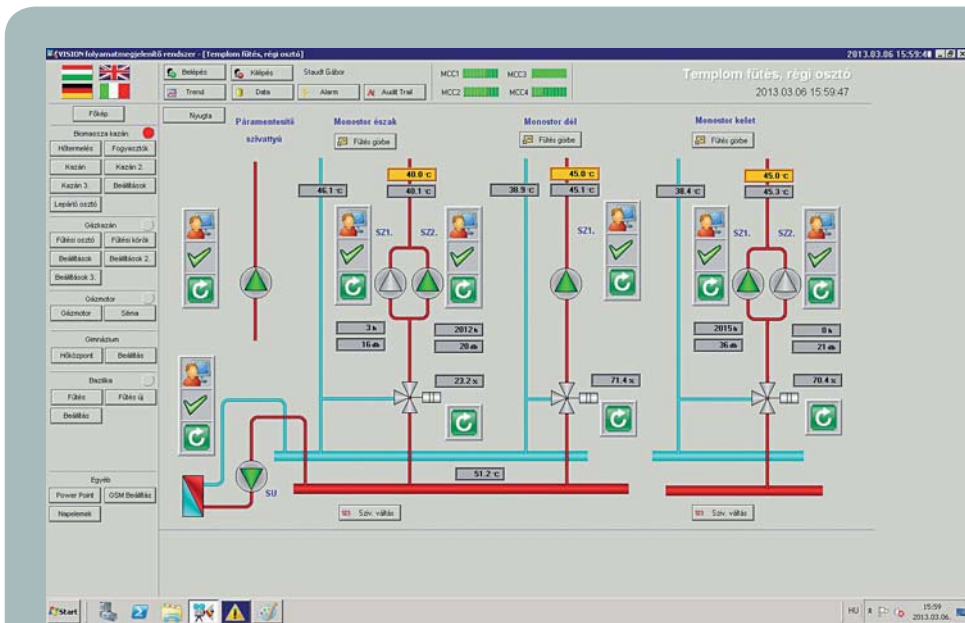 VISION folyamatmegjelenítő rendszer - [Templom fűtés, régi osztó]
2013.03.06 15:59:48
Belépés
Kilépés
Staudt Gábor
MCC1
MCC3
Templom fűtés, régi osztó
Trend
Data
Alarm
Audit Trail
MCC2
MCC4
2013.03.06 15:59:47
Főkép
Nyugta
Páramentesítő
szivattyú
Monostor észak
Monostor dél
Monostor kelet
Fűtés görbe
Fűtés görbe
Fűtés görbe
Biomassza kazán
Hőtermelés
Fogyasztók
Kazán
Kazán 2.
Kazán 3.
Beállítások
Lepárló osztó
46.1 °C
40.0 °C
40.1 °C
38.9 °C
45.0 °C
45.1 °C
38.4 °C
45.0 °C
45.3 °C
Gázkazán
Fűtési osztó
Fűtési körök
Beállítások
Beállítások 2.
Beállítások 3.
SZ1.
SZ2.
SZ1.
SZ1.
SZ2.
Gázmotor
Gázmotor
Séma
3 h
2012 h
2015 h
0 h
16 db
20 db
36 db
21 db
Gimnázium
Hőközpont
Beállítás
23.2 %
71.4 %
70.4 %
Bazilika
Fűtés
Fűtés új
Beállítás
51.2 °C
SU
Egyéb
Power Point
GSM Beállítás
Napelemek
123 Sziv. váltás
123 Sziv. váltás
Start
HU
15:59
2013.03.06.